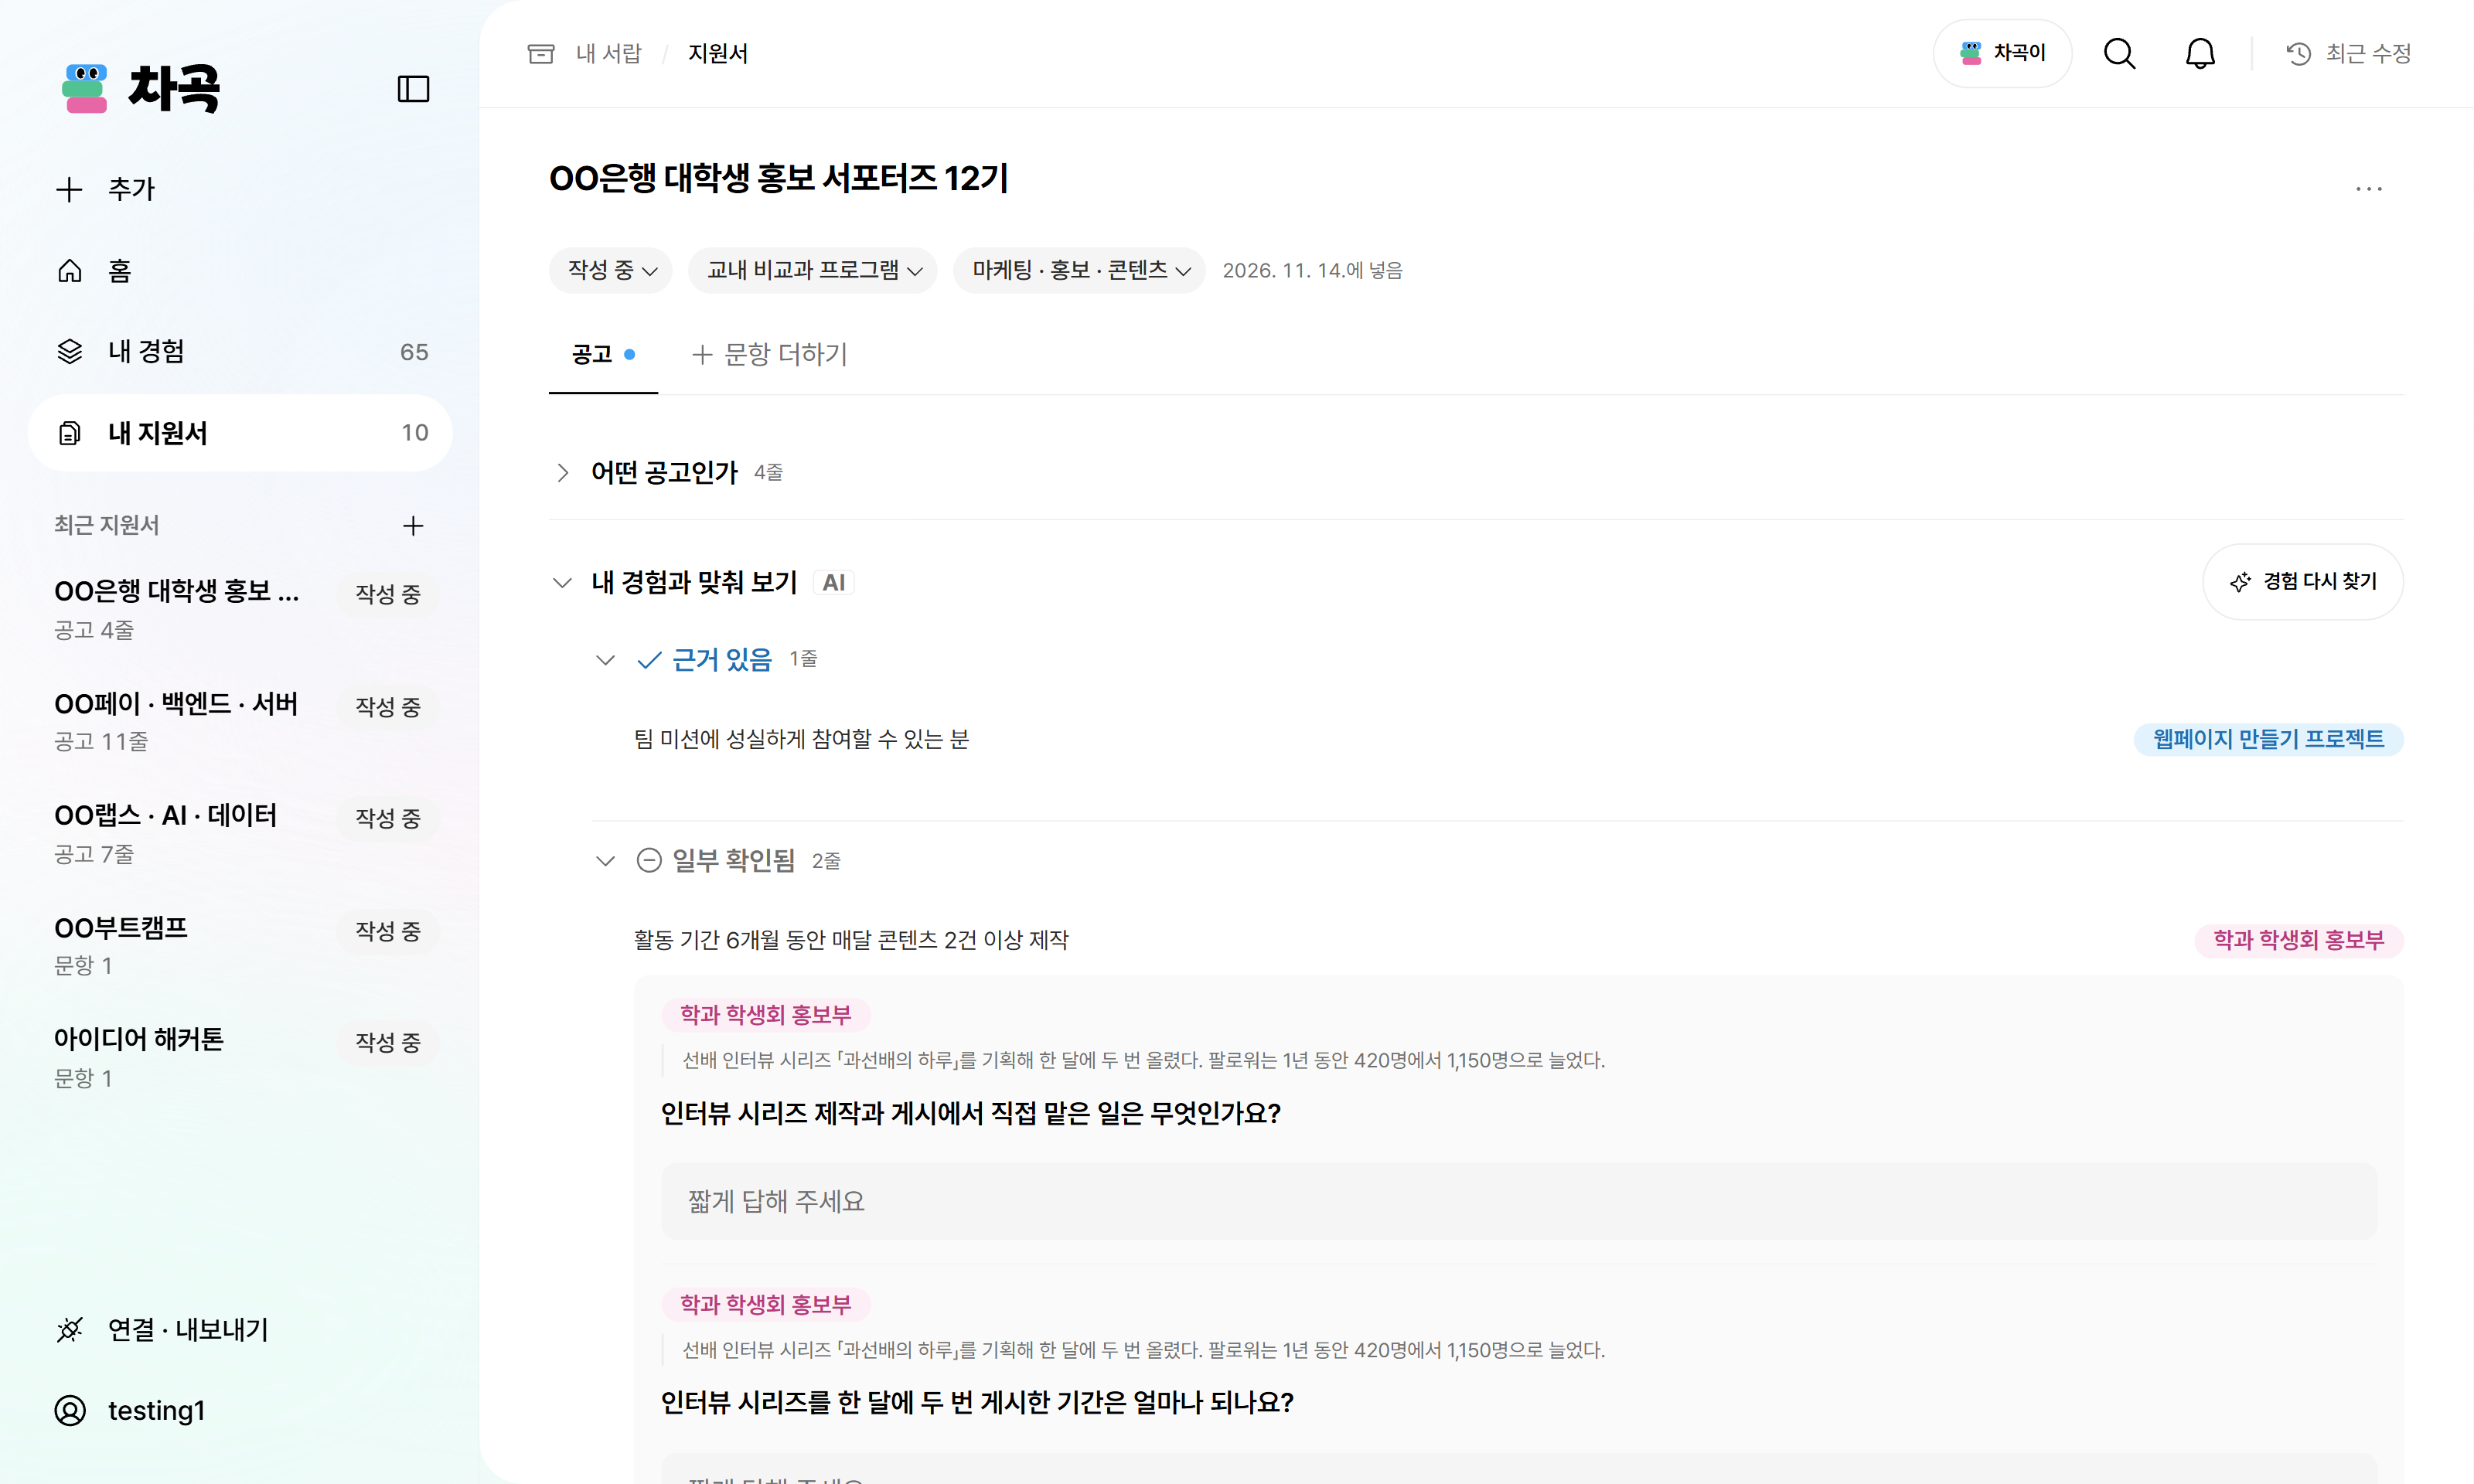 차곡
추가
홈
내 경험 65
내 지원서 10
최근 지원서
OO은행 대학생 홍보 ... 작성 중
공고 4줄
OO페이 · 백엔드 · 서버 작성 중
공고 11줄
OO랩스 · AI · 데이터 작성 중
공고 7줄
OO부트캠프 작성 중
문항 1
아이디어 해커톤 작성 중
문항 1
연결 · 내보내기
testing1
내 서랍 / 지원서
차곡이
최근 수정
OO은행 대학생 홍보 서포터즈 12기
작성 중 교내 비교과 프로그램 마케팅 · 홍보 · 콘텐츠 2026. 11. 14.에 넣음
공고 문항 더하기
어떤 공고인가 4줄
내 경험과 맞춰 보기 AI 경험 다시 찾기
근거 있음 1줄
팀 미션에 성실하게 참여할 수 있는 분 웹페이지 만들기 프로젝트
일부 확인됨 2줄
활동 기간 6개월 동안 매달 콘텐츠 2건 이상 제작 학과 학생회 홍보부
학과 학생회 홍보부
선배 인터뷰 시리즈 「과선배의 하루」를 기획해 한 달에 두 번 올렸다. 팔로워는 1년 동안 420명에서 1,150명으로 늘었다.
인터뷰 시리즈 제작과 게시에서 직접 맡은 일은 무엇인가요?
짧게 답해 주세요
학과 학생회 홍보부
선배 인터뷰 시리즈 「과선배의 하루」를 기획해 한 달에 두 번 올렸다. 팔로워는 1년 동안 420명에서 1,150명으로 늘었다.
인터뷰 시리즈를 한 달에 두 번 게시한 기간은 얼마나 되나요?